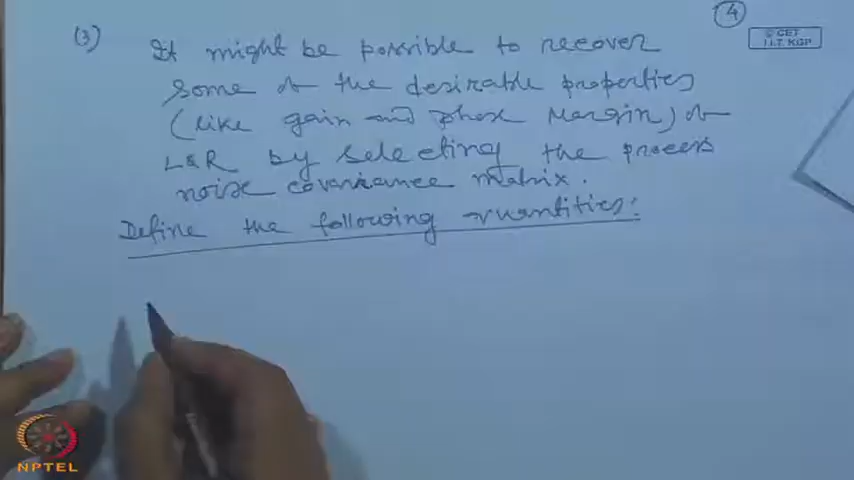 4
© CET
I.I.T. KGP
(3) It might be possible to recover
some of the desirable properties
(like gain and phase Margin) of
LQR by selecting the process
noise covariance matrix.
Define the following quantities:
NPTEL